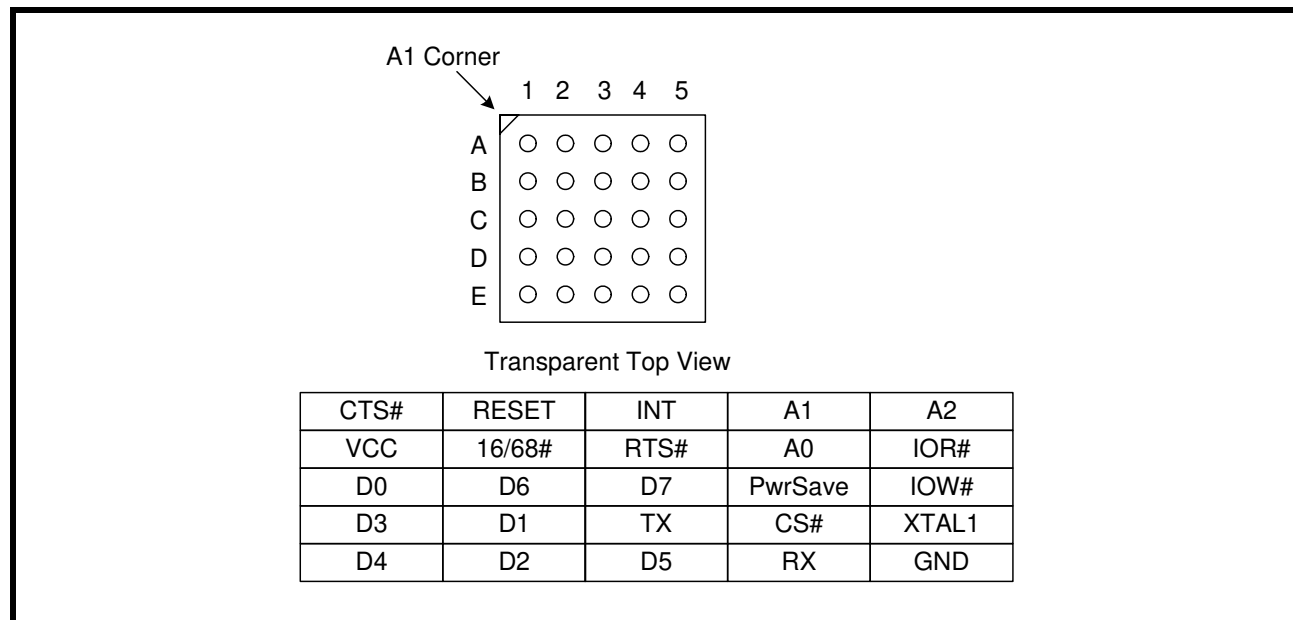 A1 Corner
1 2 3 4 5
A
B
C
D
E
Transparent Top View
CTS# RESET INT A1 A2
VCC 16/68# RTS# A0 IOR#
D0 D6 D7 PwrSave IOW#
D3 D1 TX CS# XTAL1
D4 D2 D5 RX GND